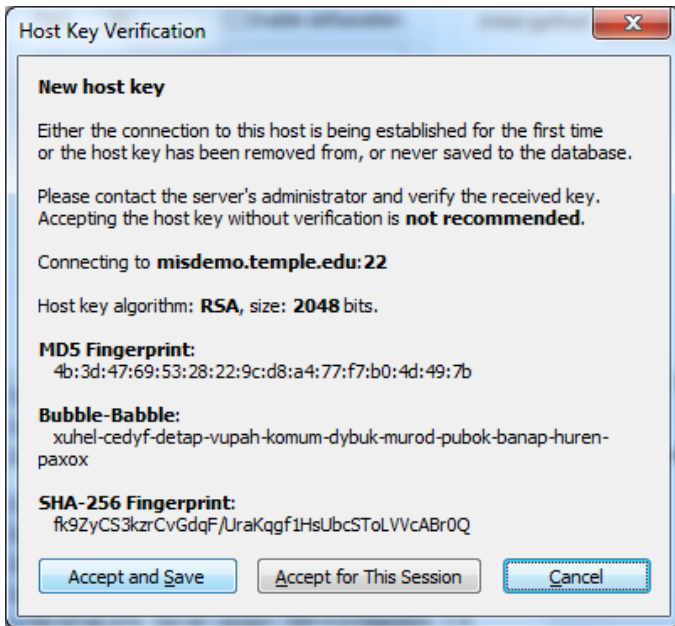 Host Key Verification
New host key
Either the connection to this host is being established for the first time
or the host key has been removed from, or never saved to the database.
Please contact the server's administrator and verify the received key.
Accepting the host key without verification is not recommended.
Connecting to misdemo.temple.edu:22
Host key algorithm: RSA, size: 2048 bits.
MD5 Fingerprint:
4b:3d:47:69:53:28:22:9c:d8:a4:77:f7:b0:4d:49:7b
Bubble-Babble:
xuhel-cedyf-detap-vupah-komum-dybuk-murod-pubok-banap-huren-
paxox
SHA-256 Fingerprint:
fk9ZyCS3kzrCvGdqF/UraKqgf1HsUbcSToLVVcABr0Q
Accept and Save Accept for This Session Cancel